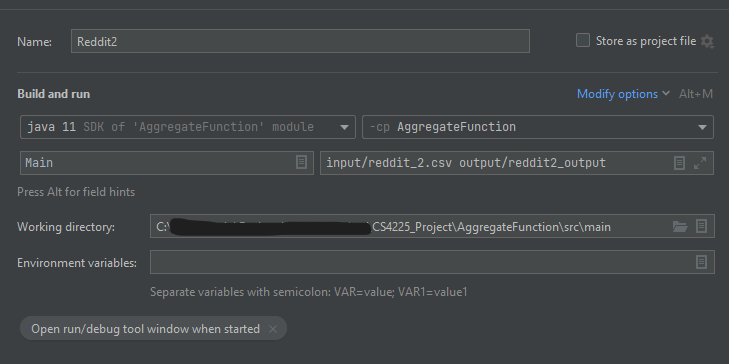 Name: Reddit2 Store as project file
Build and run Modify options Alt+M
java 11 SDK of 'AggregateFunction' module -cp AggregateFunction
Main input/reddit_2.csv output/reddit2_output
Press Alt for field hints
Working directory: C:\ CS4225_Project\AggregateFunction\src\main
Environment variables:
Separate variables with semicolon: VAR=value; VAR1=value1
Open run/debug tool window when started